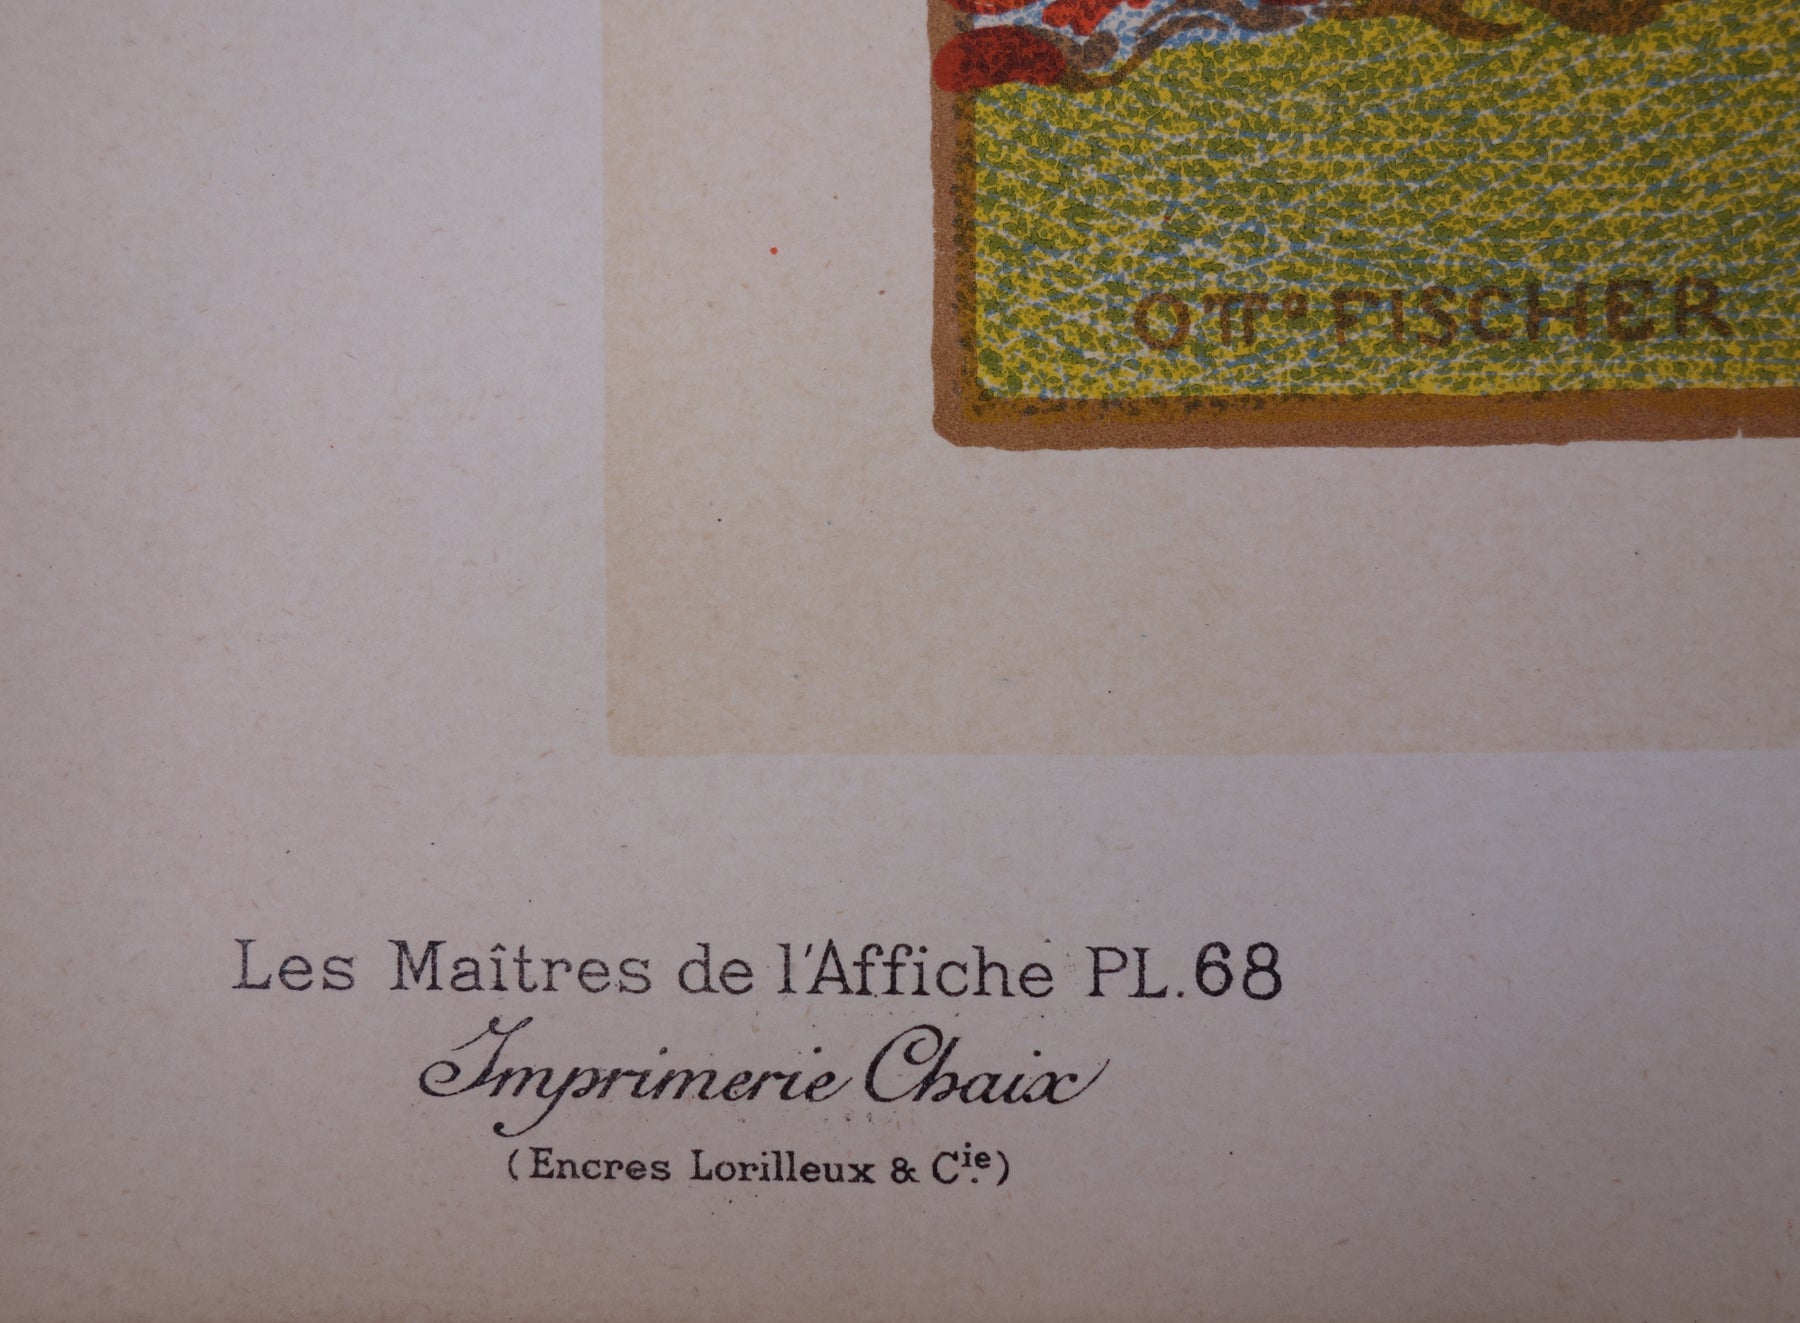 OTTO FISCHER
Les Maîtres de l'Affiche PL.68
Imprimerie Chaix
(Encres Lorilleux & Cie.)